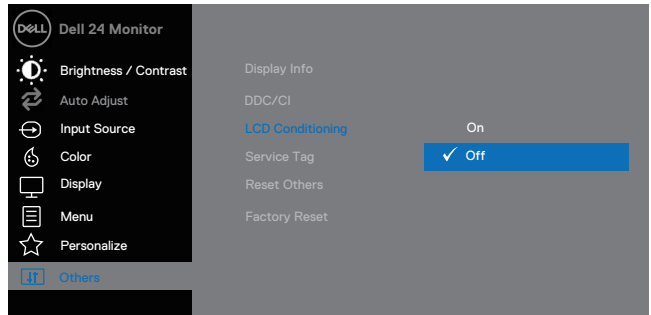 DELL Dell 24 Monitor
Brightness / Contrast
Auto Adjust
Input Source
Color
Display
Menu
Personalize
Others
Display Info
DDC/CI
LCD Conditioning
Service Tag
Reset Others
Factory Reset
On
Off